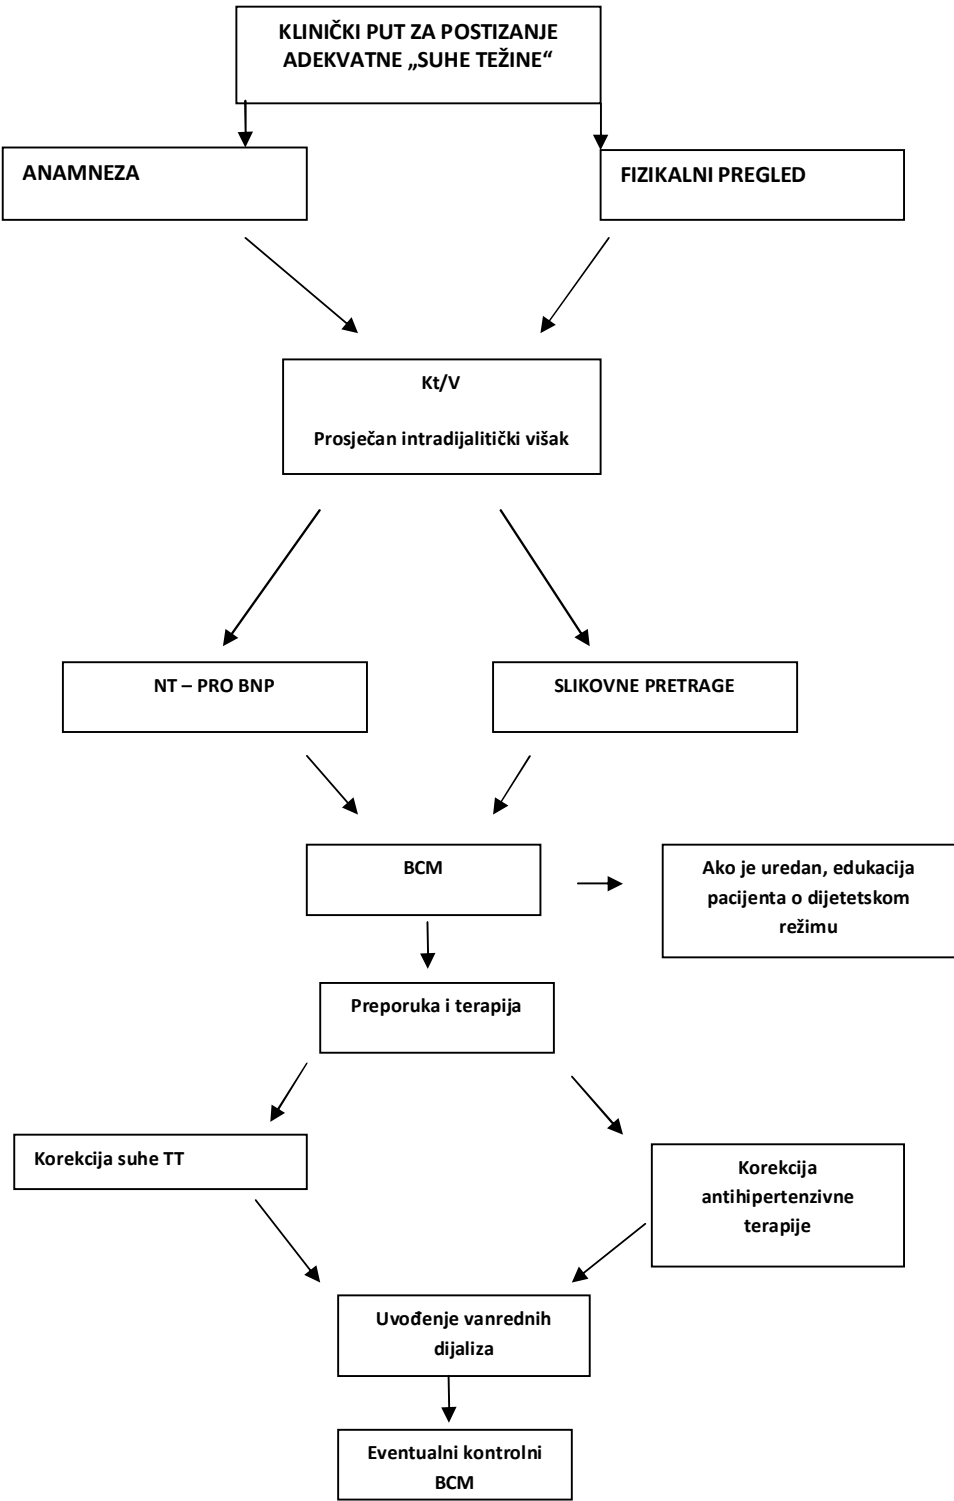 KLINIČKI PUT ZA POSTIZANJE
ADEKVATNE „SUHE TEŽINE“
ANAMNEZA
FIZIKALNI PREGLED
Kt/V
Prosječan intradijalitički višak
NT – PRO BNP
SLIKOVNE PRETRAGE
BCM
Ako je uredan, edukacija
pacijenta o dijetetskom
režimu
Preporuka i terapija
Korekcija suhe TT
Korekcija
antihipertenzivne
terapije
Uvođenje vanrednih
dijaliza
Eventualni kontrolni
BCM